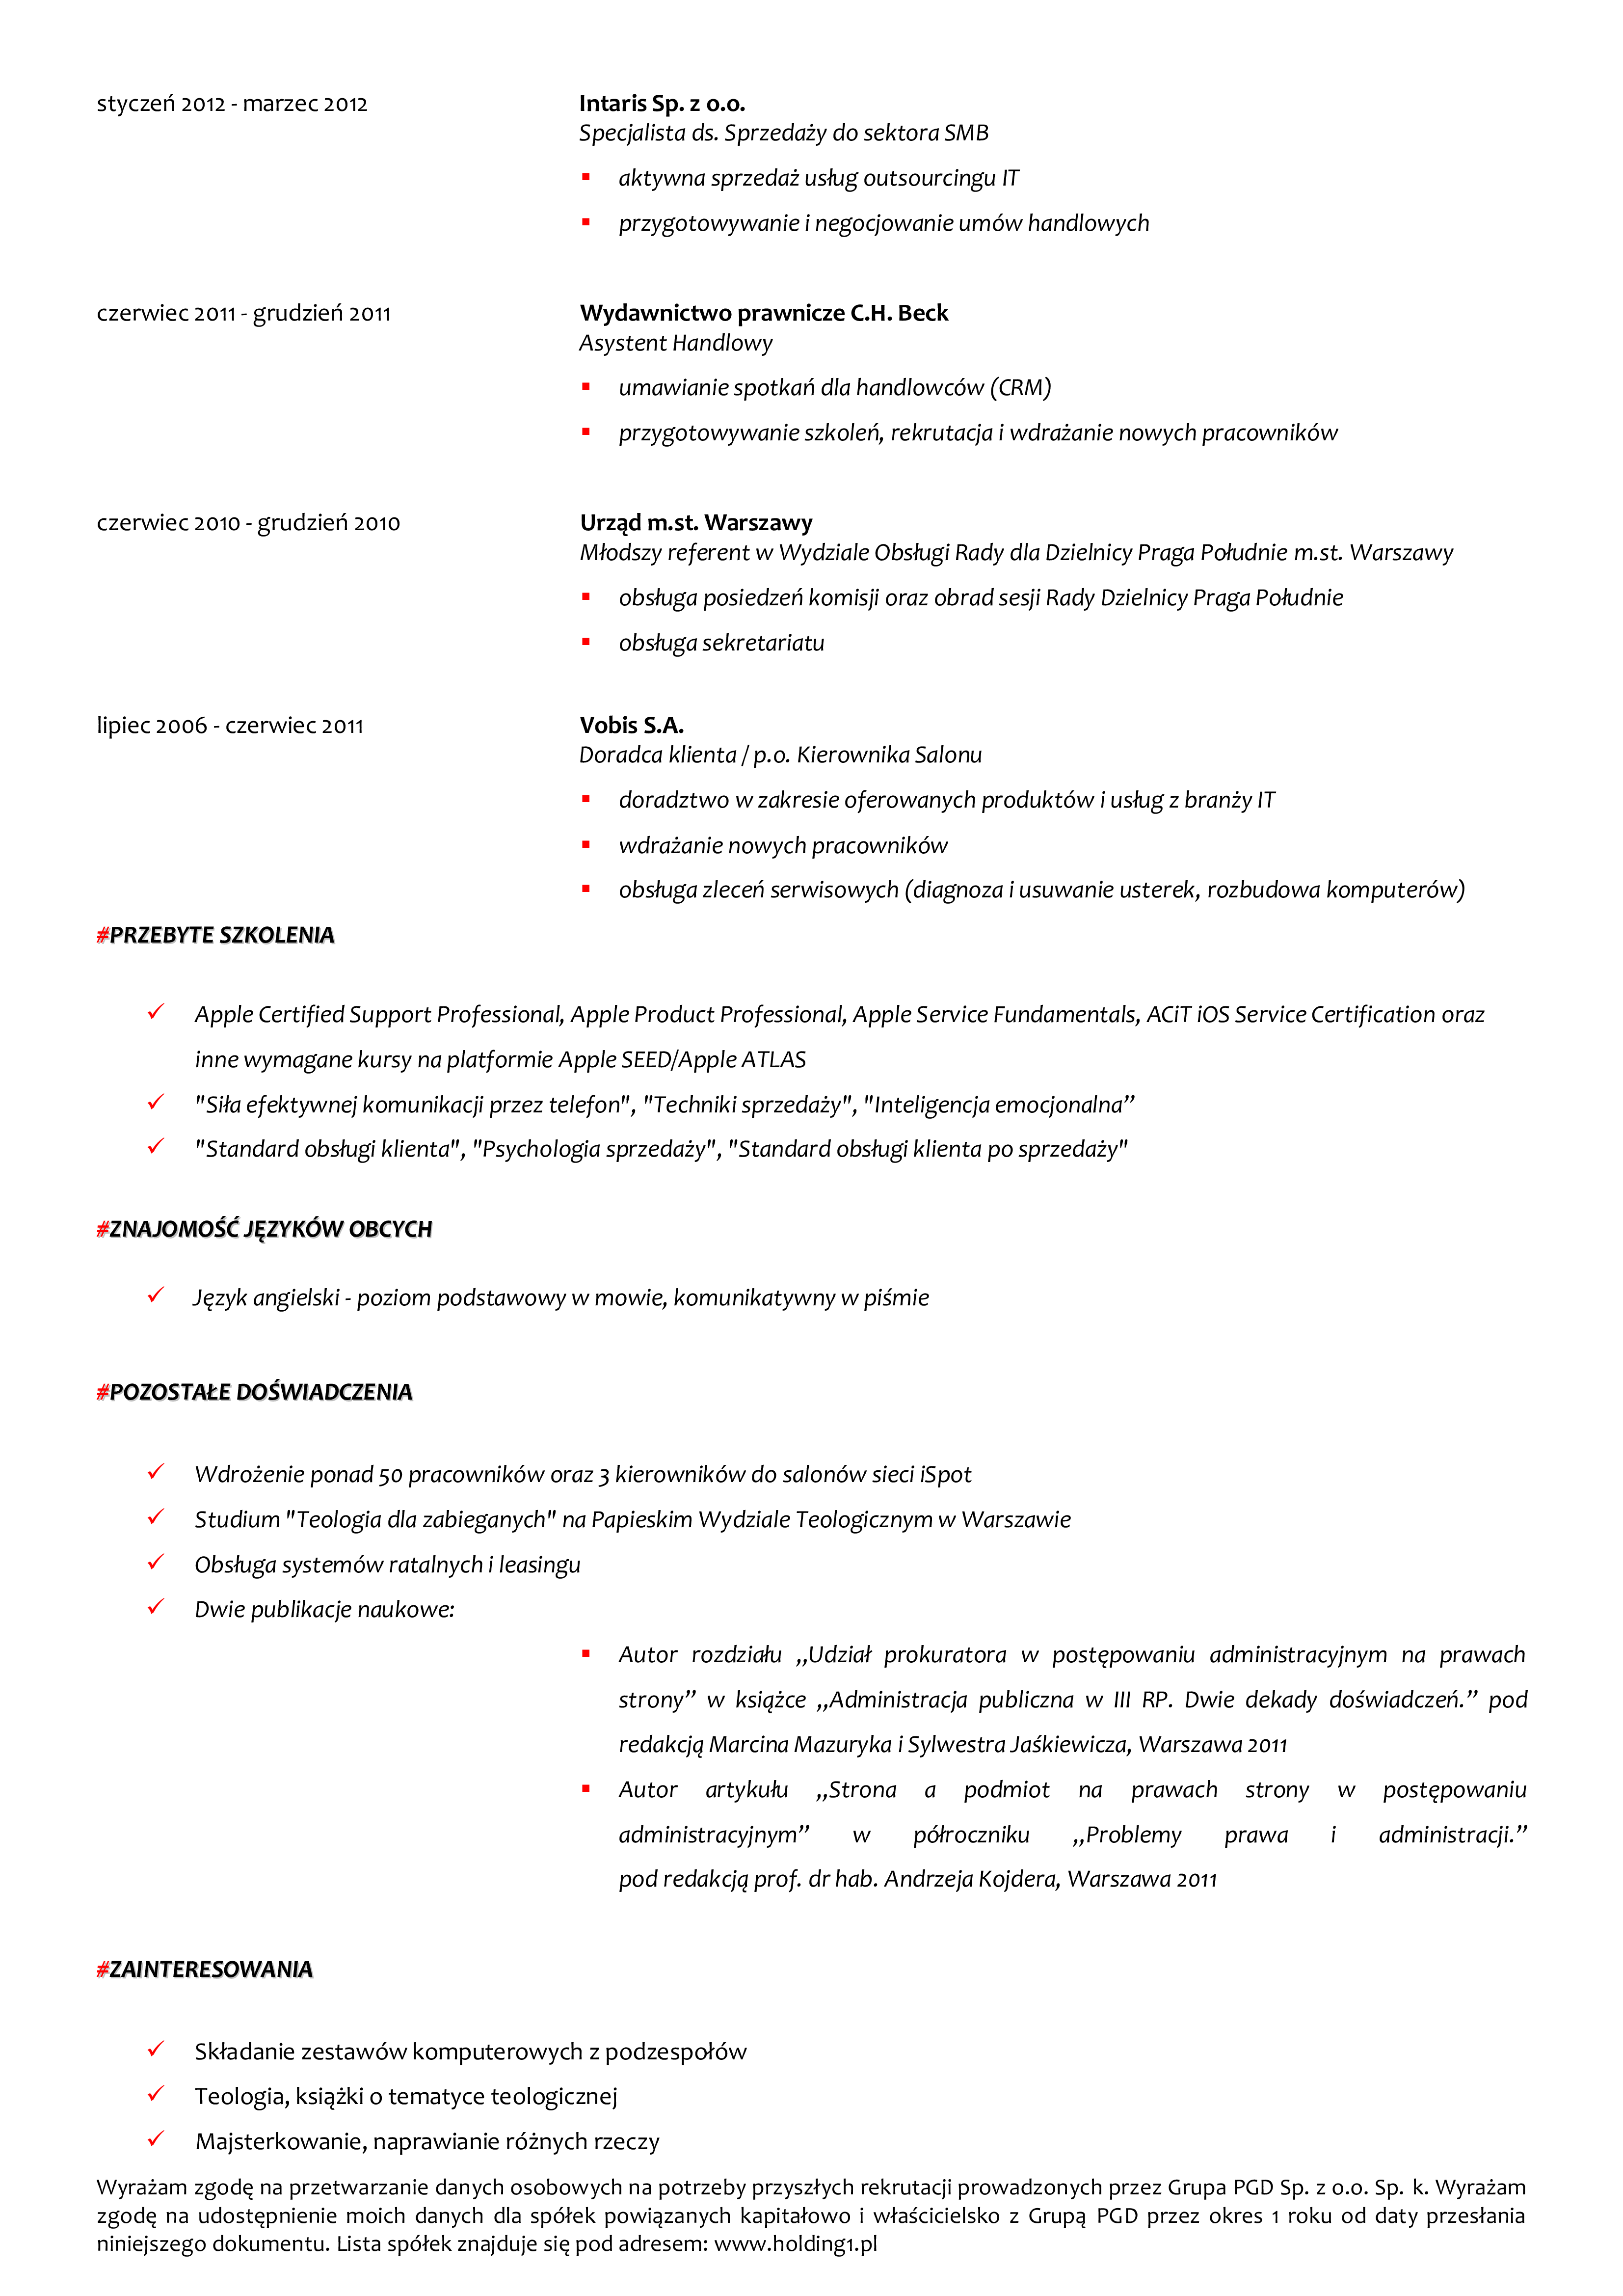 styczeń 2012 - marzec 2012
Intaris Sp. z o.o.
Specjalista ds. Sprzedaży do sektora SMB
▪ aktywna sprzedaż usług outsourcingu IT
▪ przygotowywanie i negocjowanie umów handlowych
czerwiec 2011 - grudzień 2011
Wydawnictwo prawnicze C.H. Beck
Asystent Handlowy
▪ umawianie spotkań dla handlowców (CRM)
▪ przygotowywanie szkoleń, rekrutacja i wdrażanie nowych pracowników
czerwiec 2010 - grudzień 2010
Urząd m.st. Warszawy
Młodszy referent w Wydziale Obsługi Rady dla Dzielnicy Praga Południe m.st. Warszawy
▪ obsługa posiedzeń komisji oraz obrad sesji Rady Dzielnicy Praga Południe
▪ obsługa sekretariatu
lipiec 2006 - czerwiec 2011
Vobis S.A.
Doradca klienta / p.o. Kierownika Salonu
▪ doradztwo w zakresie oferowanych produktów i usług z branży IT
▪ wdrażanie nowych pracowników
▪ obsługa zleceń serwisowych (diagnoza i usuwanie usterek, rozbudowa komputerów)
#PRZEBYTE SZKOLENIA
✓ Apple Certified Support Professional, Apple Product Professional, Apple Service Fundamentals, ACiT iOS Service Certification oraz
inne wymagane kursy na platformie Apple SEED/Apple ATLAS
✓ "Siła efektywnej komunikacji przez telefon", "Techniki sprzedaży", "Inteligencja emocjonalna”
✓ "Standard obsługi klienta", "Psychologia sprzedaży", "Standard obsługi klienta po sprzedaży"
#ZNAJOMOŚĆ JĘZYKÓW OBCYCH
✓ Język angielski - poziom podstawowy w mowie, komunikatywny w piśmie
#POZOSTAŁE DOŚWIADCZENIA
✓ Wdrożenie ponad 50 pracowników oraz 3 kierowników do salonów sieci iSpot
✓ Studium "Teologia dla zabieganych" na Papieskim Wydziale Teologicznym w Warszawie
✓ Obsługa systemów ratalnych i leasingu
✓ Dwie publikacje naukowe:
▪ Autor rozdziału „Udział prokuratora w postępowaniu administracyjnym na prawach
strony” w książce „Administracja publiczna w III RP. Dwie dekady doświadczeń.” pod
redakcją Marcina Mazuryka i Sylwestra Jaśkiewicza, Warszawa 2011
▪ Autor artykułu „Strona a podmiot na prawach strony w postępowaniu
administracyjnym” w półroczniku „Problemy prawa i administracji.”
pod redakcją prof. dr hab. Andrzeja Kojdera, Warszawa 2011
#ZAINTERESOWANIA
✓ Składanie zestawów komputerowych z podzespołów
✓ Teologia, książki o tematyce teologicznej
✓ Majsterkowanie, naprawianie różnych rzeczy
Wyrażam zgodę na przetwarzanie danych osobowych na potrzeby przyszłych rekrutacji prowadzonych przez Grupa PGD Sp. z o.o. Sp. k. Wyrażam
zgodę na udostępnienie moich danych dla spółek powiązanych kapitałowo i właścicielsko z Grupą PGD przez okres 1 roku od daty przesłania
niniejszego dokumentu. Lista spółek znajduje się pod adresem: www.holding1.pl